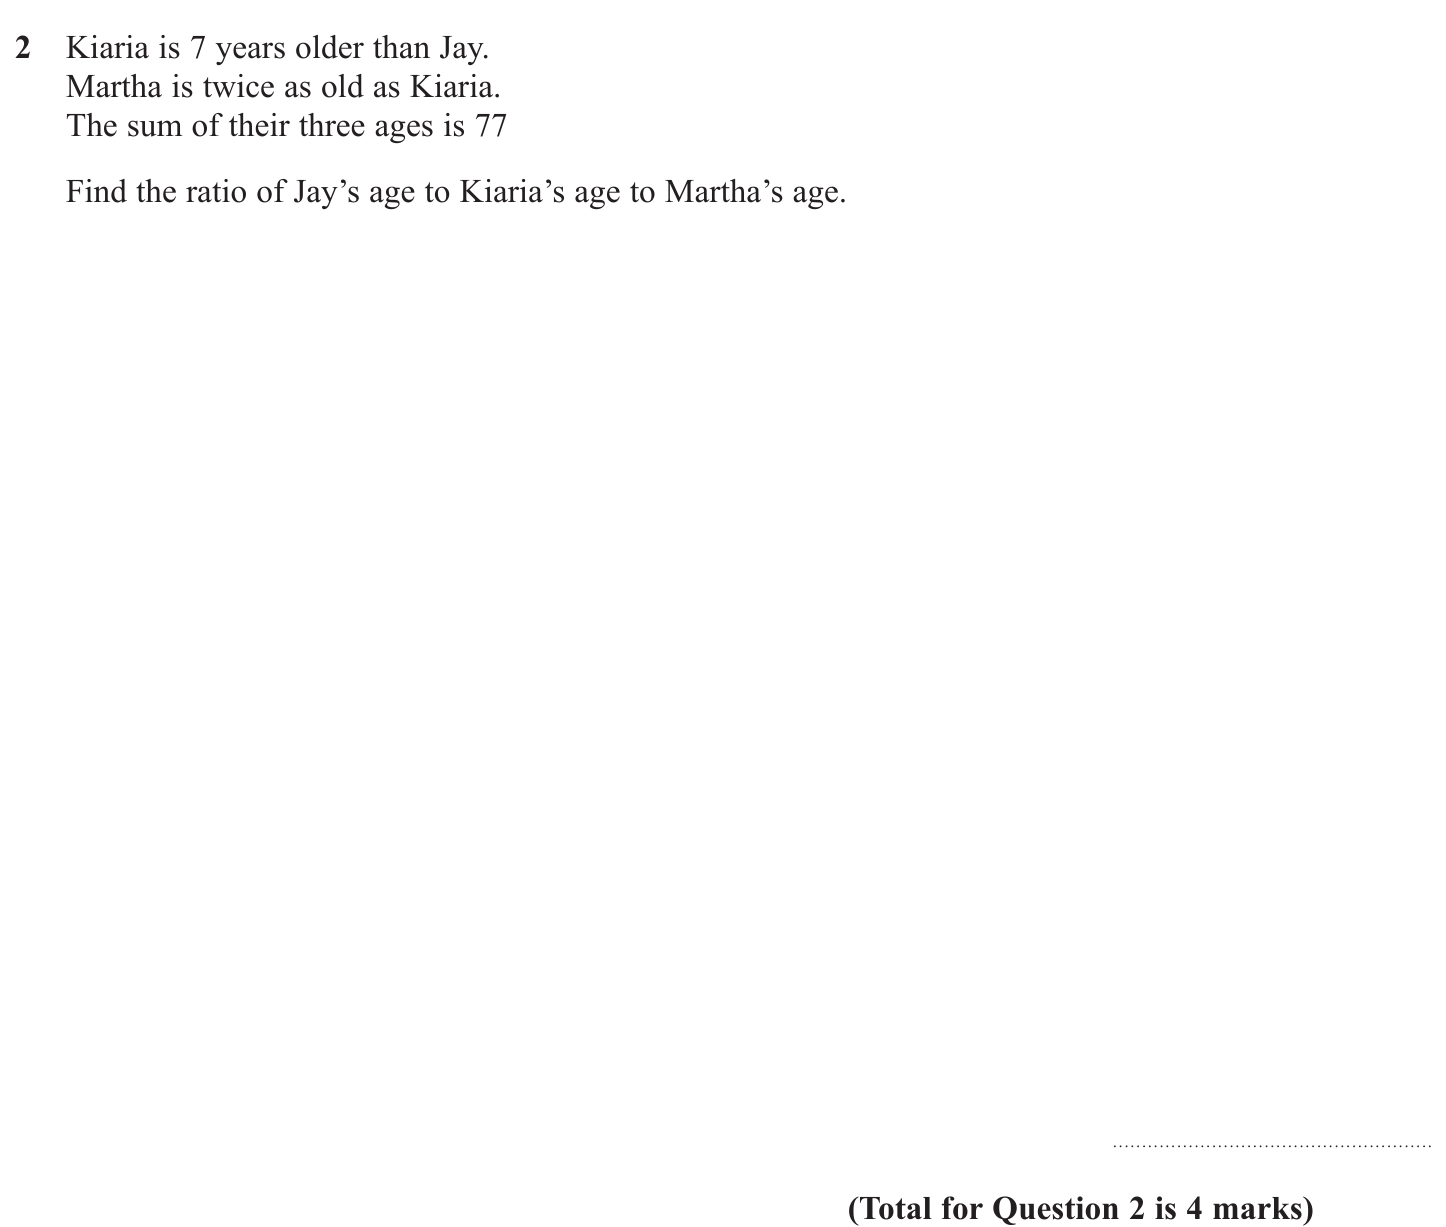 2 Kiaria is 7 years older than Jay.
Martha is twice as old as Kiaria.
The sum of their three ages is 77
Find the ratio of Jay’s age to Kiaria’s age to Martha’s age.
(Total for Question 2 is 4 marks)